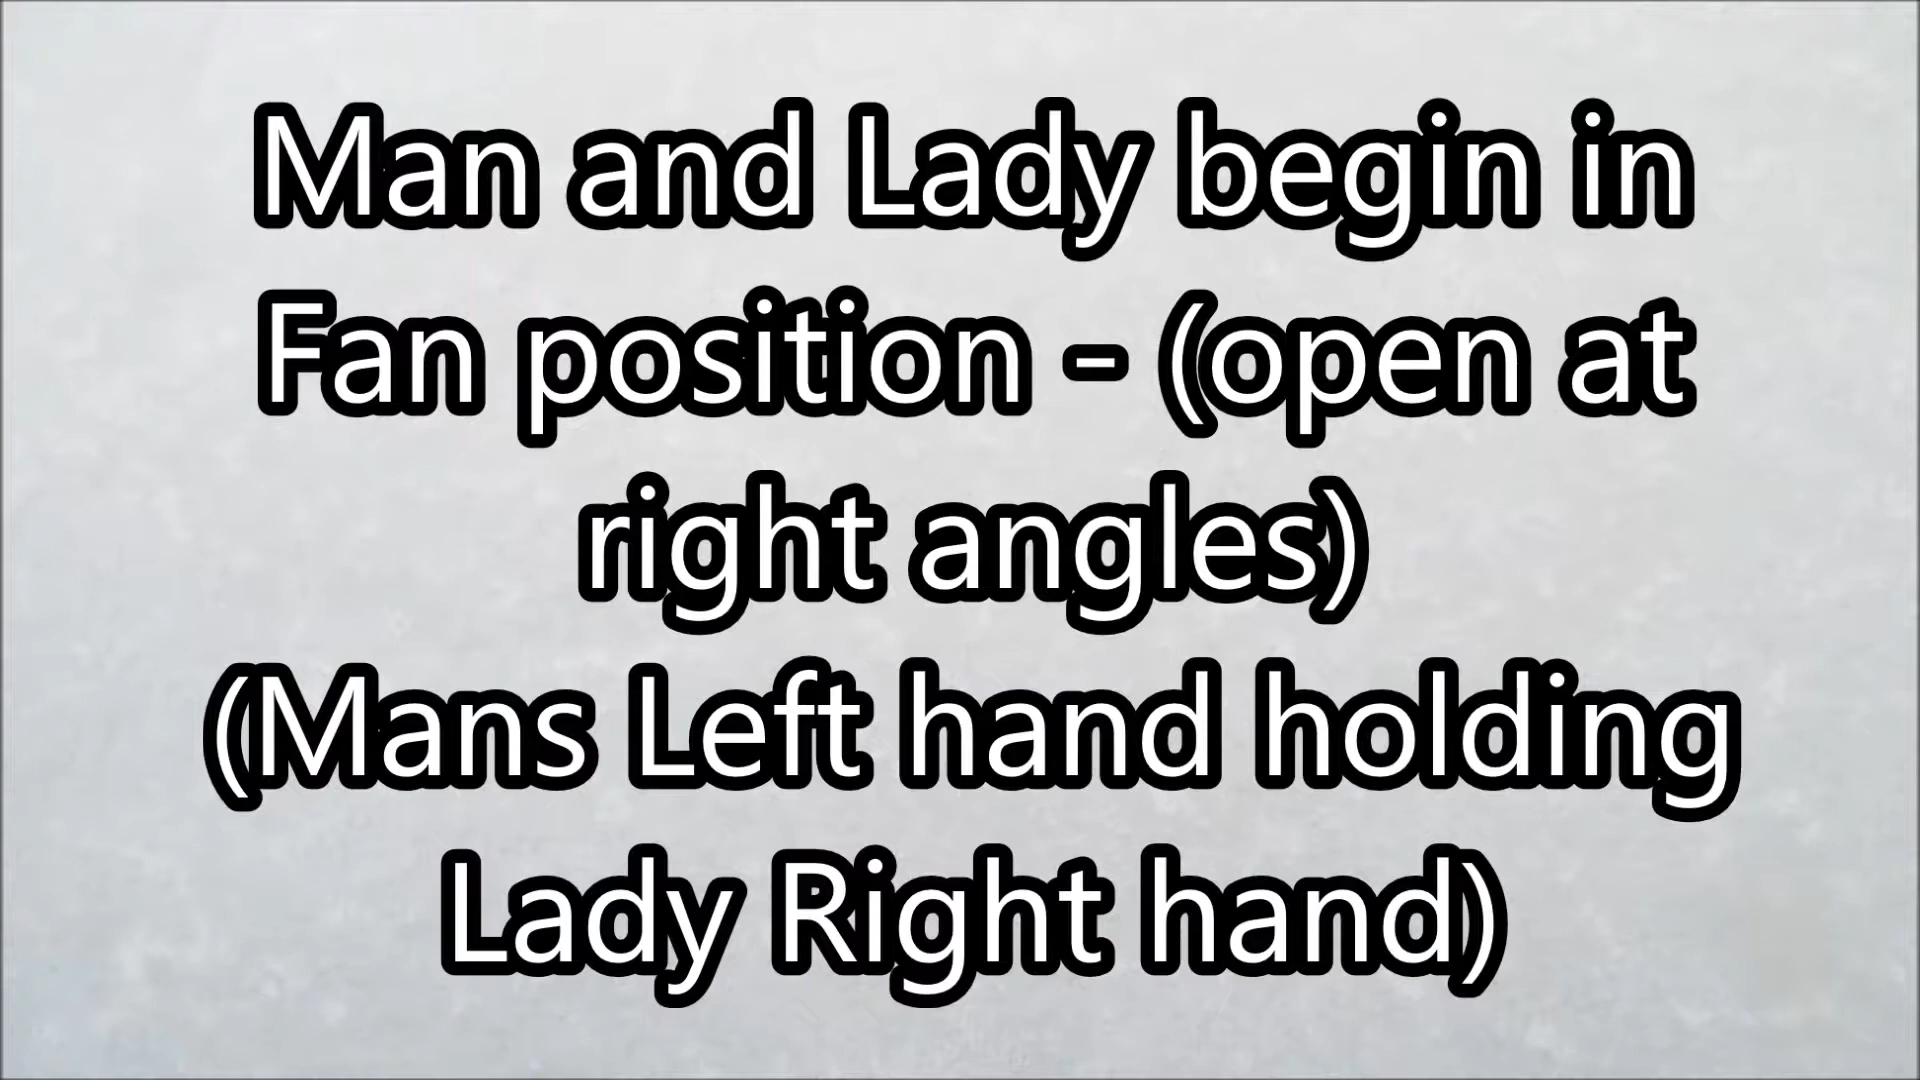 Man and Lady begin in
Fan position - (open at
right angles)
(Mans Left hand holding
Lady Right hand)